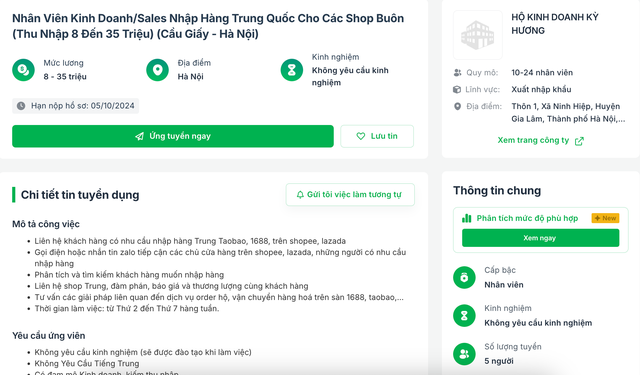 Nhân Viên Kinh Doanh/Sales Nhập Hàng Trung Quốc Cho Các Shop Buôn
(Thu Nhập 8 Đến 35 Triệu) (Cầu Giấy - Hà Nội)
Mức lương
8 - 35 triệu
Địa điểm
Hà Nội
Kinh nghiệm
Không yêu cầu kinh
nghiệm
Hạn nộp hồ sơ: 05/10/2024
Ứng tuyển ngay
Lưu tin
HỘ KINH DOANH KỲ
HƯƠNG
Quy mô: 10-24 nhân viên
Lĩnh vực: Xuất nhập khẩu
Địa điểm: Thôn 1, Xã Ninh Hiệp, Huyện
Gia Lâm, Thành phố Hà Nội,...
Xem trang công ty
Chi tiết tin tuyển dụng
Gửi tôi việc làm tương tự
Mô tả công việc
• Liên hệ khách hàng có nhu cầu nhập hàng Trung Taobao, 1688, trên shopee, lazada
• Gọi điện hoặc nhắn tin zalo tiếp cận các chủ cửa hàng trên shopee, lazada, những người có nhu cầu
nhập hàng
• Phân tích và tìm kiếm khách hàng muốn nhập hàng
• Liên hệ shop Trung, đàm phán, báo giá và thương lượng cùng khách hàng
• Tư vấn các giải pháp liên quan đến dịch vụ order hộ, vận chuyển hàng hoá trên sàn 1688, taobao,...
• Thời gian làm việc: từ Thứ 2 đến Thứ 7 hàng tuần.
Yêu cầu ứng viên
• Không yêu cầu kinh nghiệm (sẽ được đào tạo khi làm việc)
• Không Yêu Cầu Tiếng Trung
• Có đam mê Kinh doanh, kiếm thu nhập
Thông tin chung
Phân tích mức độ phù hợp
+ New
Xem ngay
Cấp bậc
Nhân viên
Kinh nghiệm
Không yêu cầu kinh nghiệm
Số lượng tuyển
5 người